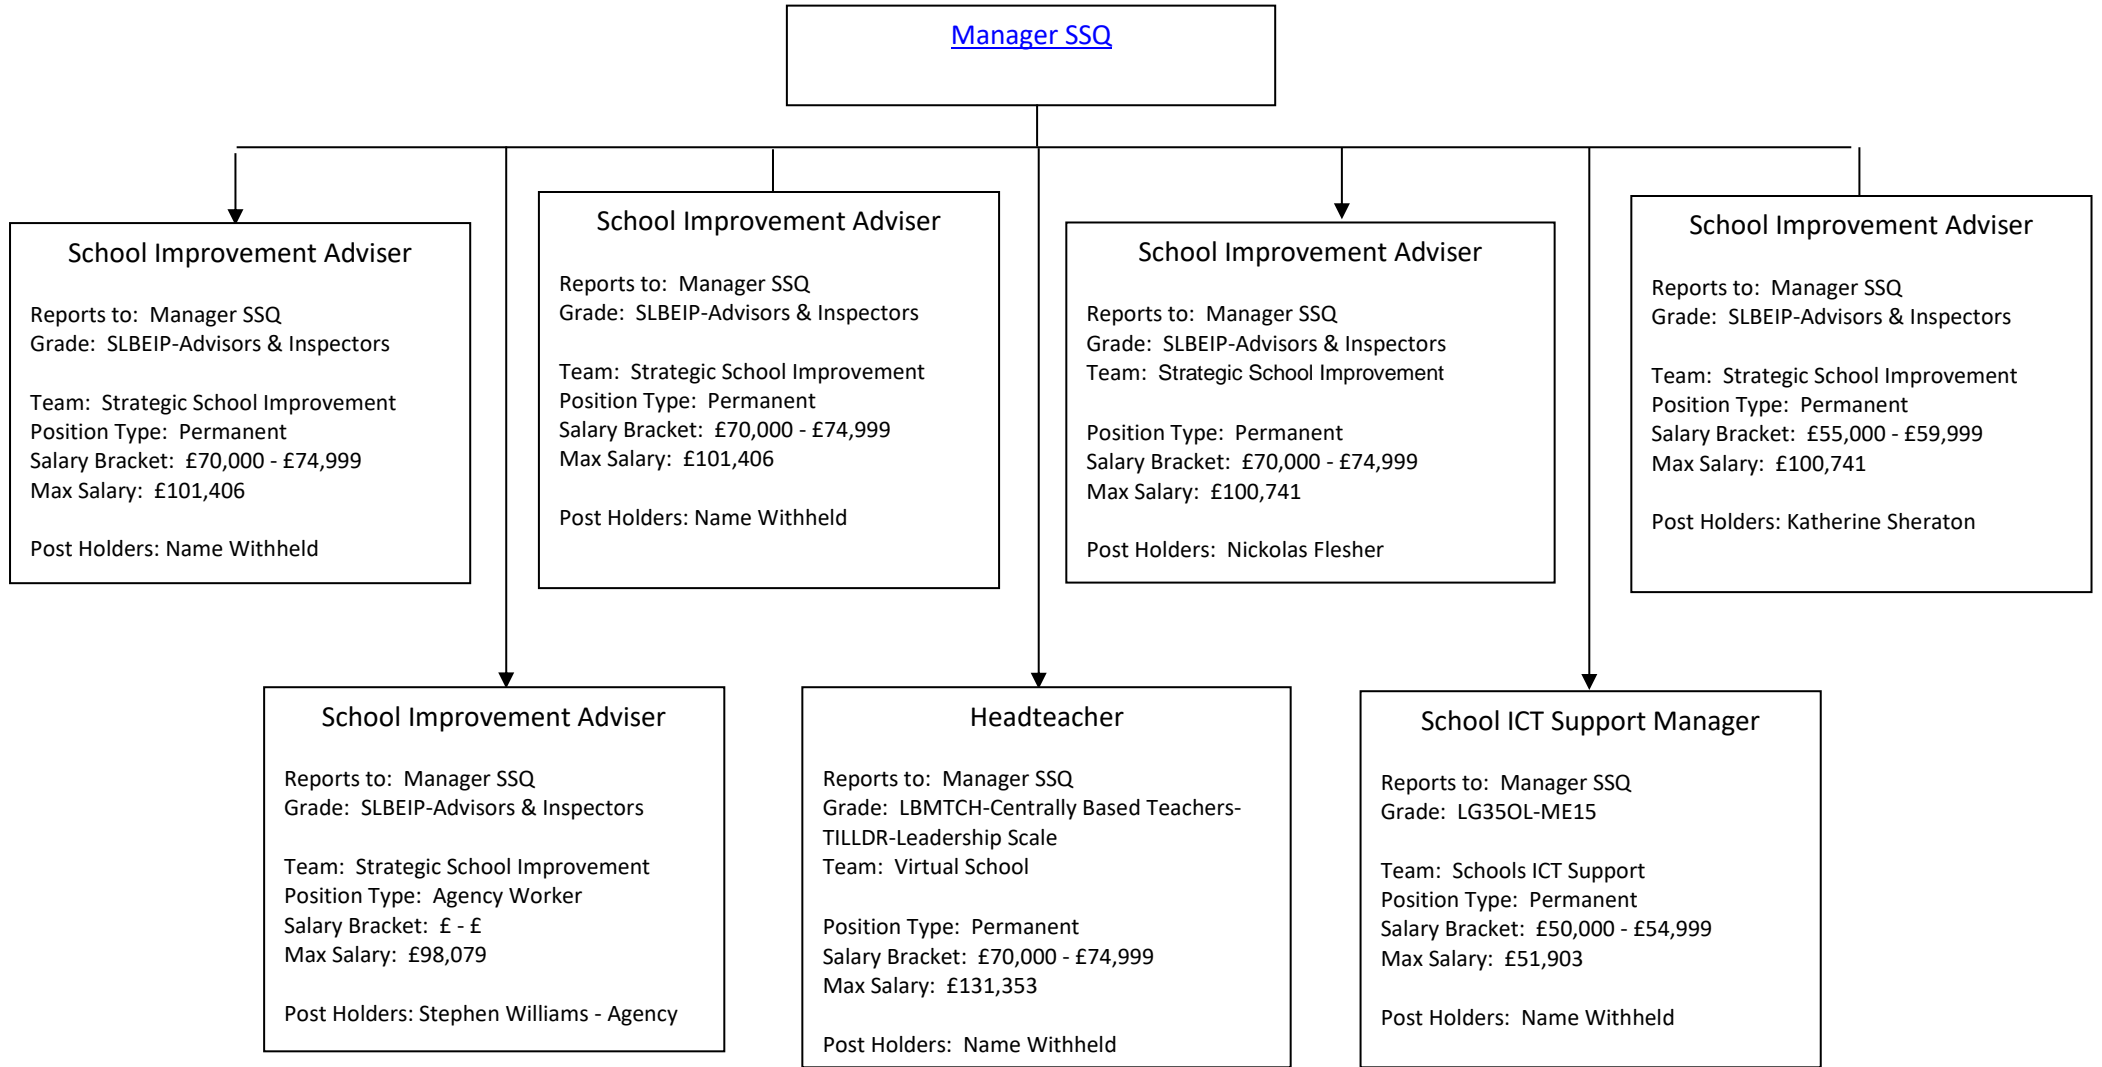 Manager SSQ
School Improvement Adviser
Reports to: Manager SSQ
Grade: SLBEIP-Advisors & Inspectors
Team: Strategic School Improvement
Position Type: Permanent
Salary Bracket: £70,000 - £74,999
Max Salary: £101,406
Post Holders: Name Withheld
School Improvement Adviser
Reports to: Manager SSQ
Grade: SLBEIP-Advisors & Inspectors
Team: Strategic School Improvement
Position Type: Permanent
Salary Bracket: £70,000 - £74,999
Max Salary: £101,406
Post Holders: Name Withheld
School Improvement Adviser
Reports to: Manager SSQ
Grade: SLBEIP-Advisors & Inspectors
Team: Strategic School Improvement
Position Type: Permanent
Salary Bracket: £70,000 - £74,999
Max Salary: £100,741
Post Holders: Nickolas Flesher
School Improvement Adviser
Reports to: Manager SSQ
Grade: SLBEIP-Advisors & Inspectors
Team: Strategic School Improvement
Position Type: Permanent
Salary Bracket: £55,000 - £59,999
Max Salary: £100,741
Post Holders: Katherine Sheraton
School Improvement Adviser
Reports to: Manager SSQ
Grade: SLBEIP-Advisors & Inspectors
Team: Strategic School Improvement
Position Type: Agency Worker
Salary Bracket: £ - £
Max Salary: £98,079
Post Holders: Stephen Williams - Agency
Headteacher
Reports to: Manager SSQ
Grade: LBMTCH-Centrally Based Teachers-
TILLDR-Leadership Scale
Team: Virtual School
Position Type: Permanent
Salary Bracket: £70,000 - £74,999
Max Salary: £131,353
Post Holders: Name Withheld
School ICT Support Manager
Reports to: Manager SSQ
Grade: LG35OL-ME15
Team: Schools ICT Support
Position Type: Permanent
Salary Bracket: £50,000 - £54,999
Max Salary: £51,903
Post Holders: Name Withheld